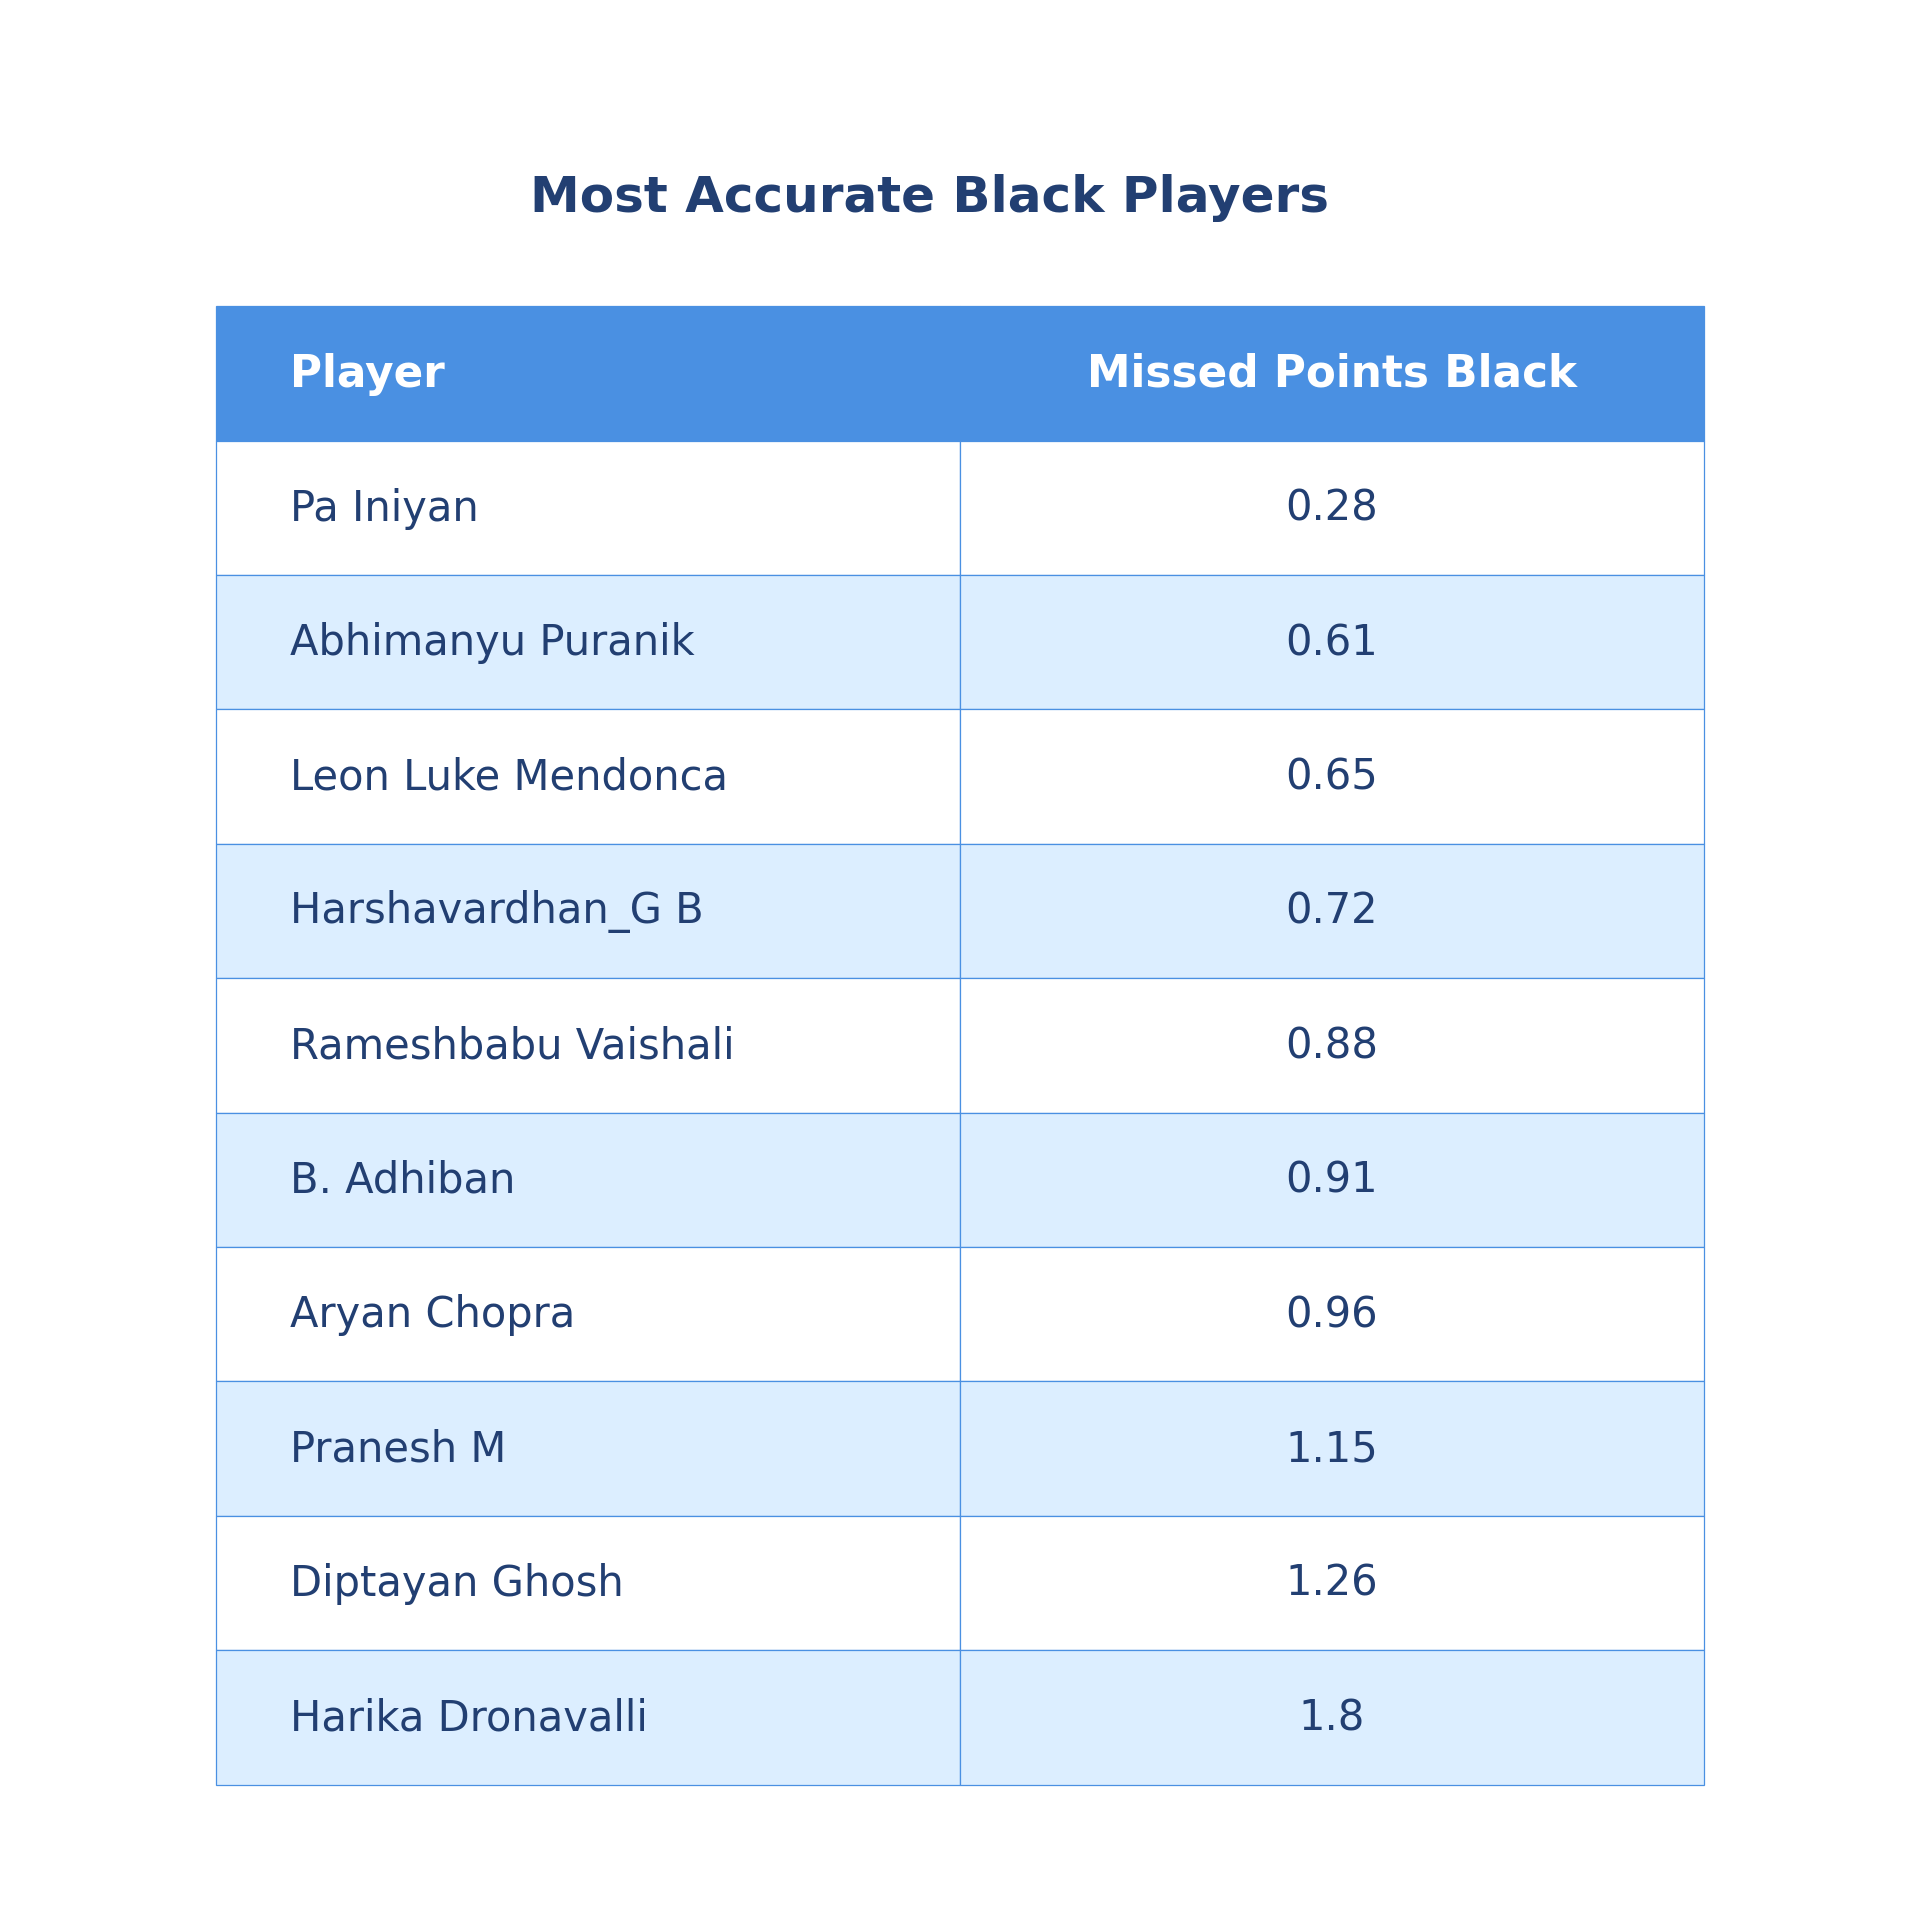 Most Accurate Black Players
Player Missed Points Black
Pa Iniyan 0.28
Abhimanyu Puranik 0.61
Leon Luke Mendonca 0.65
Harshavardhan_G B 0.72
Rameshbabu Vaishali 0.88
B. Adhiban 0.91
Aryan Chopra 0.96
Pranesh M 1.15
Diptayan Ghosh 1.26
Harika Dronavalli 1.8